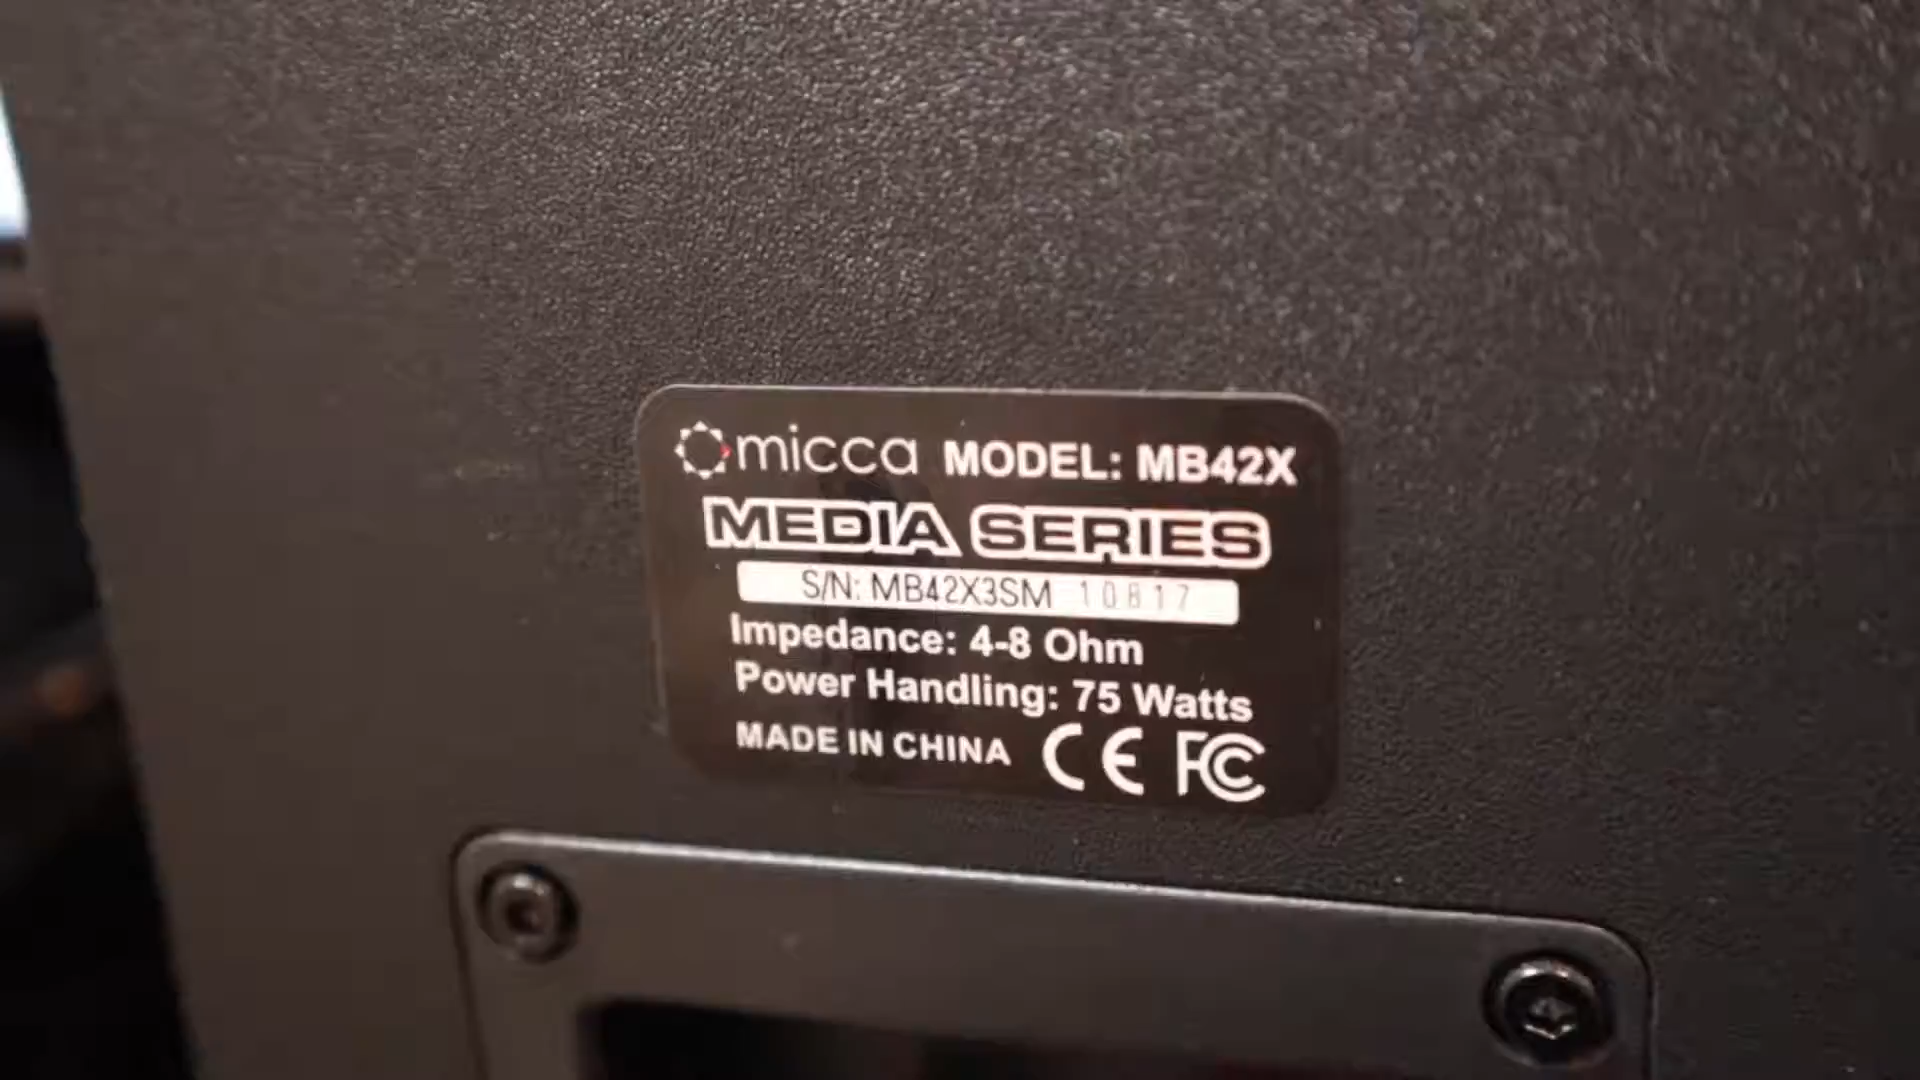 micca MODEL: MB42X
MEDIA SERIES
S/N: MB42X3SM 10817
Impedance: 4-8 Ohm
Power Handling: 75 Watts
MADE IN CHINA CE FC